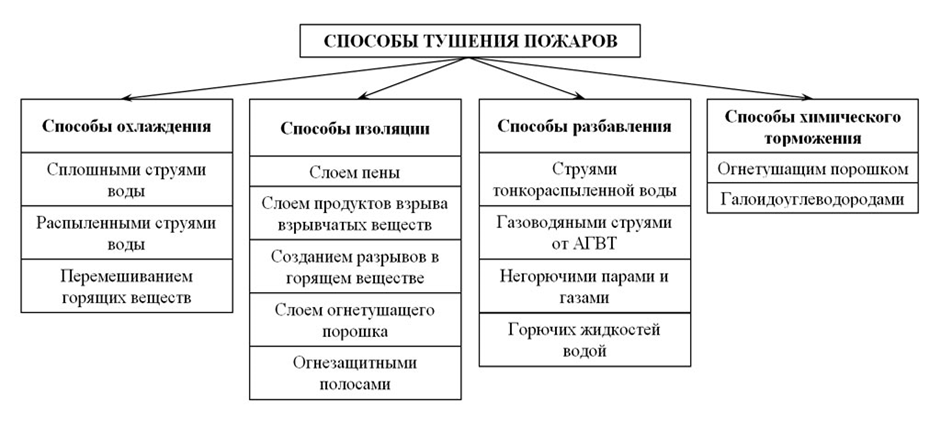 СПОСОБЫ ТУШЕНИЯ ПОЖАРОВ
Способы охлаждения
Сплошными струями
воды
Распыленными струями
воды
Перемешиванием
горящих веществ
Способы изоляции
Слоем пены
Слоем продуктов взрыва
взрывчатых веществ
Созданием разрывов в
горящем веществе
Слоем огнетушащего
порошка
Огнезащитными
полосами
Способы разбавления
Струями
тонкораспыленной воды
Газоводяными струями
от АГВТ
Негорючими парами и
газами
Горючих жидкостей
водой
Способы химического
торможения
Огнетушащим порошком
Галоидоуглеводородами